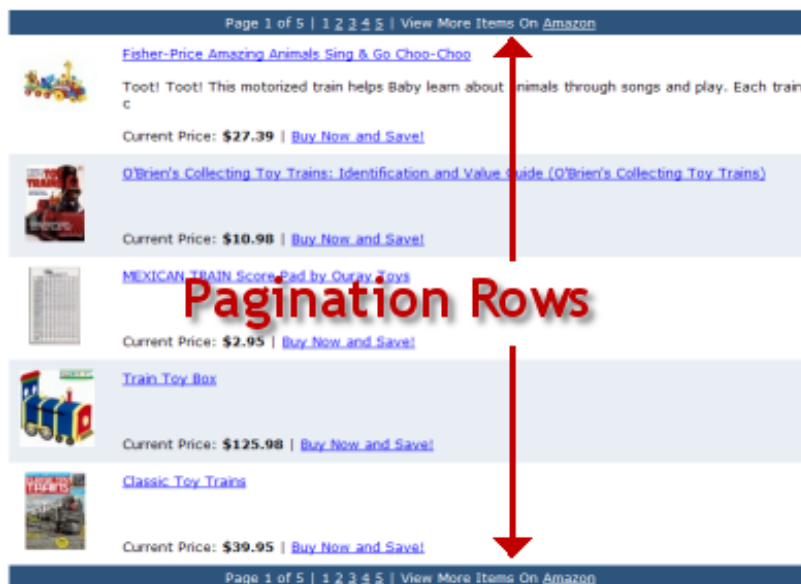 Page 1 of 5 | 1 2 3 4 5 | View More Items On Amazon
Fisher-Price Amazing Animals Sing & Go Choo-Choo
Toot! Toot! This motorized train helps Baby learn about animals through songs and play. Each train
c
Current Price: $27.39 | Buy Now and Save!
TOY
TRAINS
O'Brien's Collecting Toy Trains: Identification and Value Guide (O'Brien's Collecting Toy Trains)
Current Price: $10.98 | Buy Now and Save!
MEXICAN TRAIN Score Pad by Ouray Toys
Pagination Rows
Current Price: $2.95 | Buy Now and Save!
Train Toy Box
Current Price: $125.98 | Buy Now and Save!
Classic Toy Trains
TRAINS
Current Price: $39.95 | Buy Now and Save!
Page 1 of 5 | 1 2 3 4 5 | View More Items On Amazon